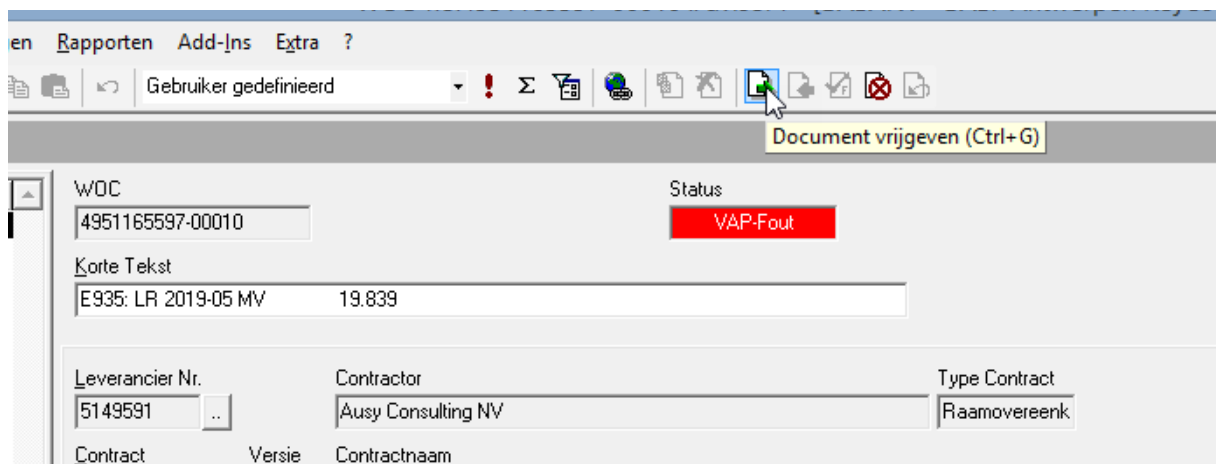 en Rapporten Add-Ins Extra ?
Gebruiker gedefinieerd
Document vrijgeven (Ctrl+G)
WOC Status
4951165597-00010 VAP-Fout
Korte Tekst
E935: LR 2019-05 MV 19.839
Leverancier Nr. Contractor Type Contract
5149591 .. Ausy Consulting NV Raamovereenk
Contract Versie Contractnaam